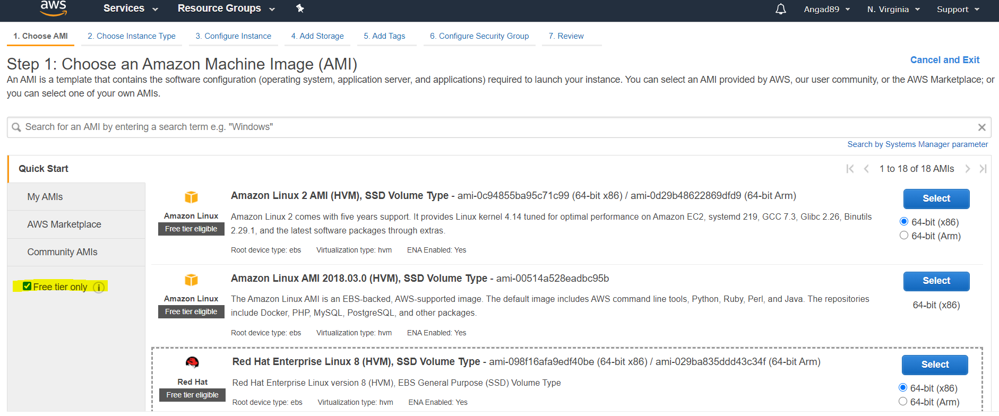 aws Services Resource Groups Angad89 N. Virginia Support
1. Choose AMI 2. Choose Instance Type 3. Configure Instance 4. Add Storage 5. Add Tags 6. Configure Security Group 7. Review
Step 1: Choose an Amazon Machine Image (AMI)
Cancel and Exit
An AMI is a template that contains the software configuration (operating system, application server, and applications) required to launch your instance. You can select an AMI provided by AWS, our user community, or the AWS Marketplace; or
you can select one of your own AMIs.
Search for an AMI by entering a search term e.g. "Windows"
Search by Systems Manager parameter
Quick Start
1 to 18 of 18 AMIs
My AMIs
AWS Marketplace
Community AMIs
Free tier only
Amazon Linux
Free tier eligible
Amazon Linux 2 AMI (HVM), SSD Volume Type - ami-0c94855ba95c71c99 (64-bit x86) / ami-0d29b48622869dfd9 (64-bit Arm)
Amazon Linux 2 comes with five years support. It provides Linux kernel 4.14 tuned for optimal performance on Amazon EC2, systemd 219, GCC 7.3, Glibc 2.26, Binutils
2.29.1, and the latest software packages through extras.
Root device type: ebs Virtualization type: hvm ENA Enabled: Yes
Select
64-bit (x86)
64-bit (Arm)
Amazon Linux
Free tier eligible
Amazon Linux AMI 2018.03.0 (HVM), SSD Volume Type - ami-00514a528eadbc95b
The Amazon Linux AMI is an EBS-backed, AWS-supported image. The default image includes AWS command line tools, Python, Ruby, Perl, and Java. The repositories
include Docker, PHP, MySQL, PostgreSQL, and other packages.
Root device type: ebs Virtualization type: hvm ENA Enabled: Yes
Select
64-bit (x86)
Red Hat
Free tier eligible
Red Hat Enterprise Linux 8 (HVM), SSD Volume Type - ami-098f16afa9edf40be (64-bit x86) / ami-029ba835ddd43c34f (64-bit Arm)
Red Hat Enterprise Linux version 8 (HVM), EBS General Purpose (SSD) Volume Type
Root device type: ebs Virtualization type: hvm ENA Enabled: Yes
Select
64-bit (x86)
64-bit (Arm)